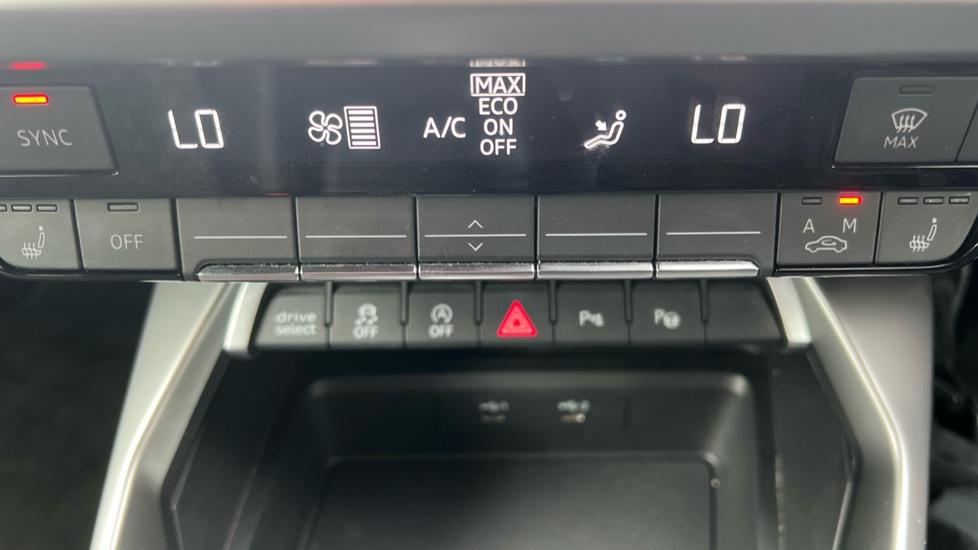 MAX
ECO
SYNC LO A/C ON LO MAX
OFF
A M
OFF
drive select OFF OFF P P